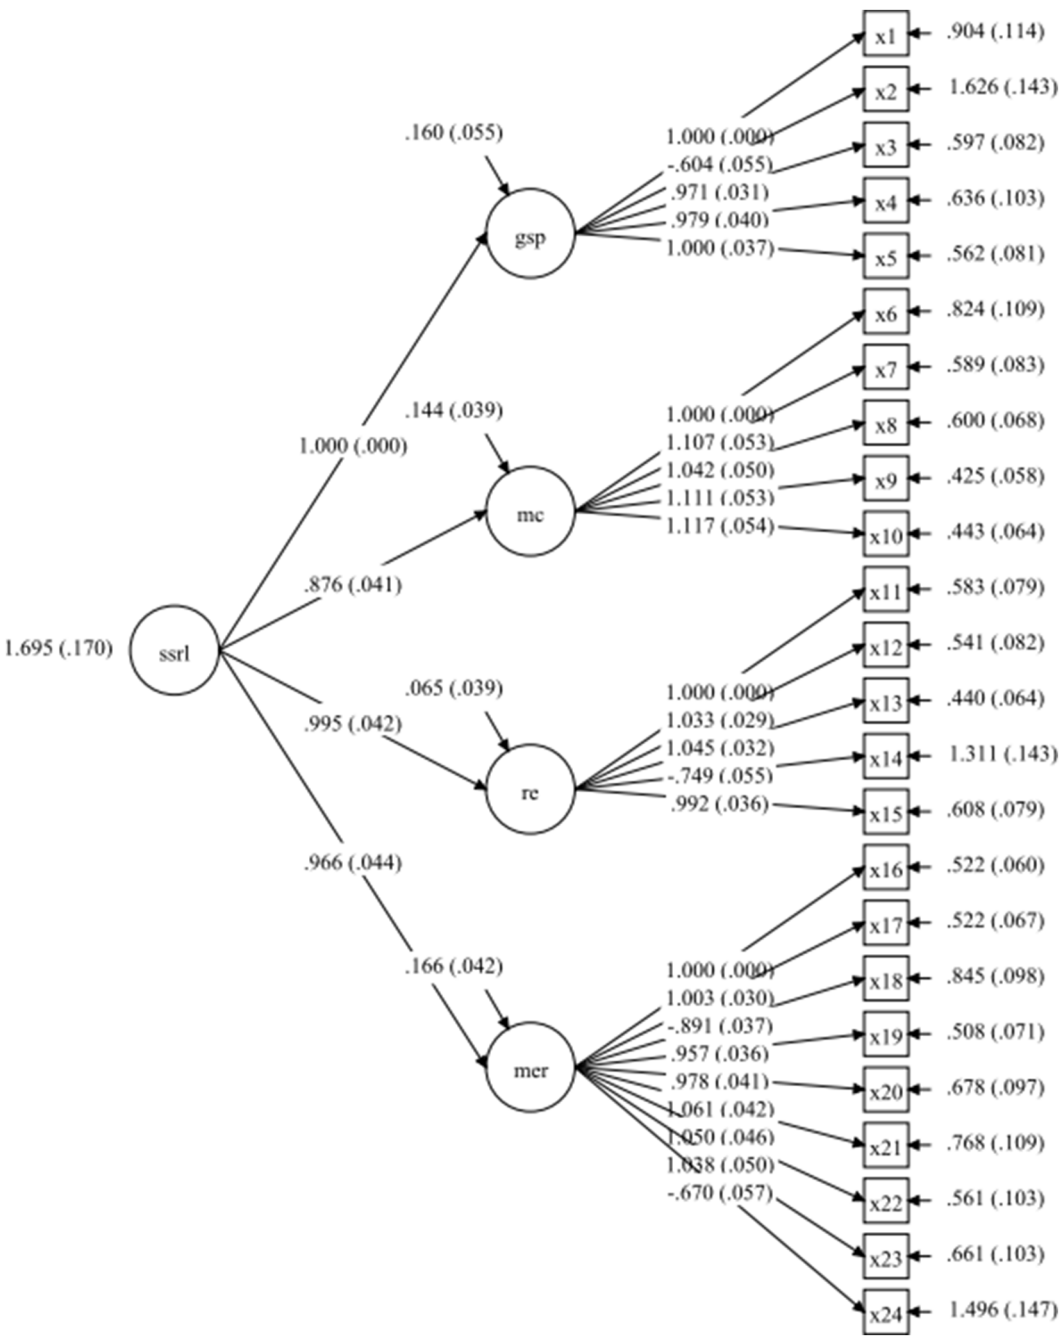 x1
.904 (.114)
x2
1.626 (.143)
.160 (.055)
1.000 (.000)
x3
.597 (.082)
-.604 (.055)
.971 (.031)
x4
.636 (.103)
.979 (.040)
gsp
1.000 (.037)
x5
.562 (.081)
x6
.824 (.109)
x7
.589 (.083)
.144 (.039)
1.000 (.000)
x8
.600 (.068)
1.000 (.000)
1.107 (.053)
1.042 (.050)
x9
.425 (.058)
1.111 (.053)
mc
1.117 (.054)
x10
.443 (.064)
.876 (.041)
x11
.583 (.079)
1.695 (.170)
ssrl
x12
.541 (.082)
.065 (.039)
1.000 (.000)
x13
.440 (.064)
.995 (.042)
1.033 (.029)
1.045 (.032)
x14
1.311 (.143)
-.749 (.055)
re
.992 (.036)
x15
.608 (.079)
.966 (.044)
x16
.522 (.060)
x17
.522 (.067)
.166 (.042)
1.000 (.000)
x18
.845 (.098)
1.003 (.030)
-.891 (.037)
x19
.508 (.071)
.957 (.036)
mer
.978 (.041)
x20
.678 (.097)
1.061 (.042)
1.050 (.046)
x21
.768 (.109)
1.038 (.050)
-.670 (.057)
x22
.561 (.103)
x23
.661 (.103)
x24
1.496 (.147)